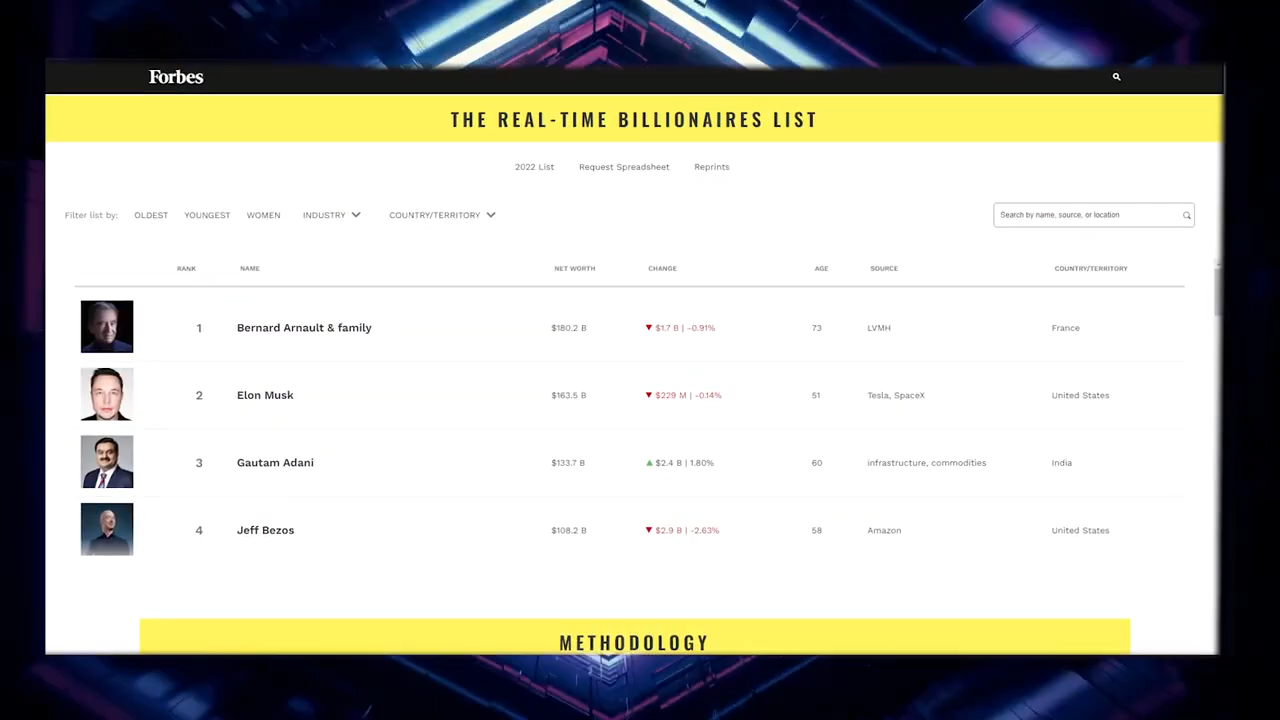 Forbes
THE REAL-TIME BILLIONAIRES LIST
2022 List Request Spreadsheet Reprints
Filter list by: OLDEST YOUNGEST WOMEN INDUSTRY COUNTRY/TERRITORY Search by name, source, or location
RANK NAME NET WORTH CHANGE AGE SOURCE COUNTRY/TERRITORY
1 Bernard Arnault & family $180.2 B $1.7 B | -0.91% 73 LVMH France
2 Elon Musk $163.5 B $229 M | -0.14% 51 Tesla, SpaceX United States
3 Gautam Adani $133.7 B $2.4 B | 1.80% 60 infrastructure, commodities India
4 Jeff Bezos $108.2 B $2.9 B | -2.63% 58 Amazon United States
METHODOLOGY